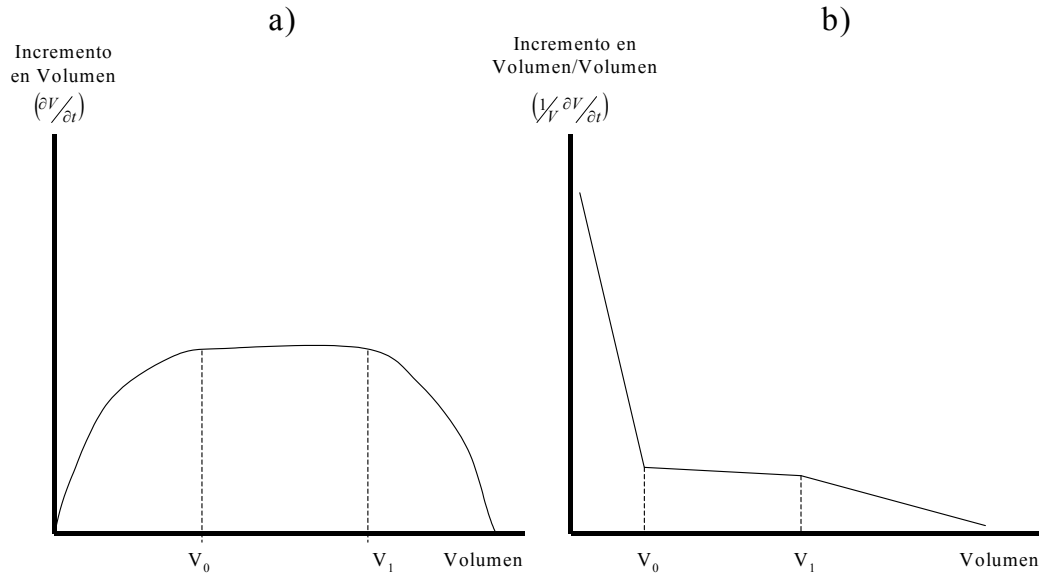 a)
Incremento
en Volumen
(∂V/∂t)
V₀
V₁
Volumen
b)
Incremento en
Volumen/Volumen
(1/V ∂V/∂t)
V₀
V₁
Volumen